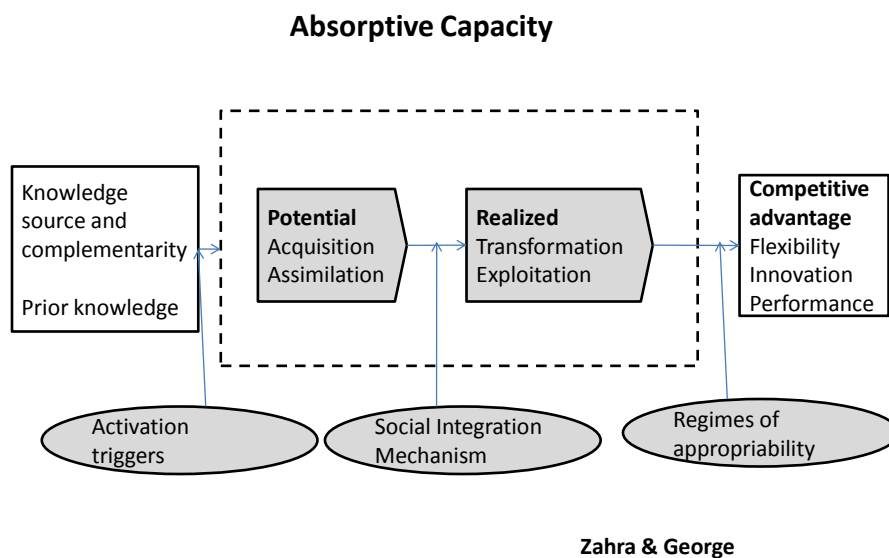 Absorptive Capacity
Knowledge
source and
complementarity
Prior knowledge
Potential
Acquisition
Assimilation
Realized
Transformation
Exploitation
Competitive
advantage
Flexibility
Innovation
Performance
Activation
triggers
Social Integration
Mechanism
Regimes of
appropriability
Zahra & George